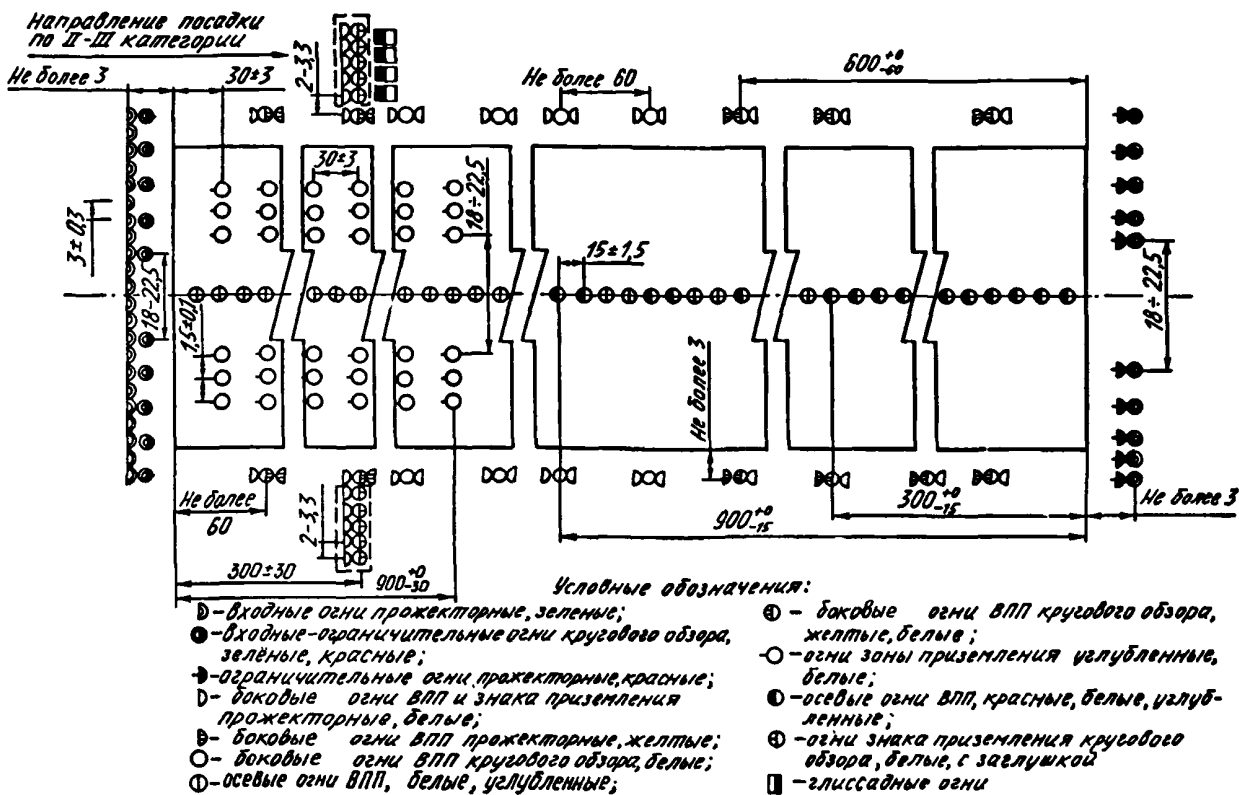 Направление посадки
по II-III категории
Не более 3
30±3
2-3,3
Не более 60
600 +0 -60
30±3
18÷22,5
3±0,3
18-22,5
15±1,5
1,5±0,1
18÷22,5
Не более 3
Не более
60
2-3,3
300 +0 -15
Не более 3
900 +0 -15
300±30
900 +0 -30
Условные обозначения:
-входные огни прожекторные, зеленые;
-входные-ограничительные огни кругового обзора,
зелёные, красные;
-ограничительные огни прожекторные, красные;
- боковые огни ВПП и знака приземления
прожекторные, белые;
- боковые огни ВПП прожекторные, желтые;
- боковые огни ВПП кругового обзора, белые;
-осевые огни ВПП, белые, углубленные;
- боковые огни ВПП кругового обзора,
желтые, белые;
-огни зоны приземления углубленные,
белые;
-осевые огни ВПП, красные, белые, углуб-
ленные;
-огни знака приземления кругового
обзора, белые, с заглушкой
-глиссадные огни